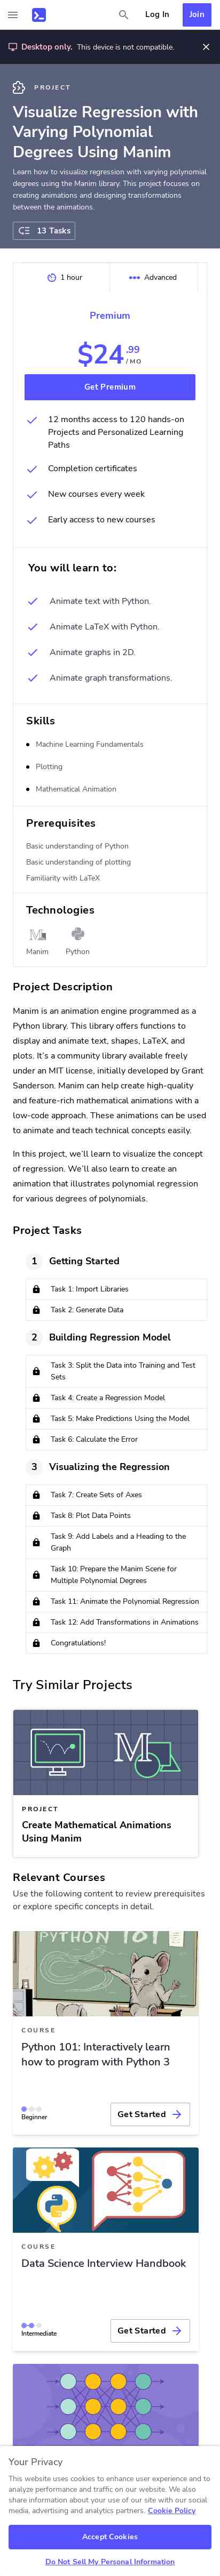 Log In
Join
Desktop only. This device is not compatible.
PROJECT
Visualize Regression with
Varying Polynomial
Degrees Using Manim
Learn how to visualize regression with varying polynomial
degrees using the Manim library. This project focuses on
creating animations and designing transformations
between the animations.
13 Tasks
1 hour
Advanced
Premium
$24.99
/ MO
Get Premium
12 months access to 120 hands-on
Projects and Personalized Learning
Paths
Completion certificates
New courses every week
Early access to new courses
You will learn to:
Animate text with Python.
Animate LaTeX with Python.
Animate graphs in 2D.
Animate graph transformations.
Skills
Machine Learning Fundamentals
Plotting
Mathematical Animation
Prerequisites
Basic understanding of Python
Basic understanding of plotting
Familiarity with LaTeX
Technologies
Manim
Python
Project Description
Manim is an animation engine programmed as a
Python library. This library offers functions to
display and animate text, shapes, LaTeX, and
plots. It’s a community library available freely
under an MIT license, initially developed by Grant
Sanderson. Manim can help create high-quality
and feature-rich mathematical animations with a
low-code approach. These animations can be used
to animate and teach technical concepts easily.
In this project, we’ll learn to visualize the concept
of regression. We’ll also learn to create an
animation that illustrates polynomial regression
for various degrees of polynomials.
Project Tasks
1 Getting Started
Task 1: Import Libraries
Task 2: Generate Data
2 Building Regression Model
Task 3: Split the Data into Training and Test
Sets
Task 4: Create a Regression Model
Task 5: Make Predictions Using the Model
Task 6: Calculate the Error
3 Visualizing the Regression
Task 7: Create Sets of Axes
Task 8: Plot Data Points
Task 9: Add Labels and a Heading to the
Graph
Task 10: Prepare the Manim Scene for
Multiple Polynomial Degrees
Task 11: Animate the Polynomial Regression
Task 12: Add Transformations in Animations
Congratulations!
Try Similar Projects
PROJECT
Create Mathematical Animations
Using Manim
Relevant Courses
Use the following content to review prerequisites
or explore specific concepts in detail.
COURSE
Python 101: Interactively learn
how to program with Python 3
Beginner
Get Started
COURSE
Data Science Interview Handbook
Intermediate
Get Started
Your Privacy
This website uses cookies to enhance user experience and to
analyze performance and traffic on our website. We also
share information about your use of our site with our social
media, advertising and analytics partners. Cookie Policy
Accept Cookies
Do Not Sell My Personal Information